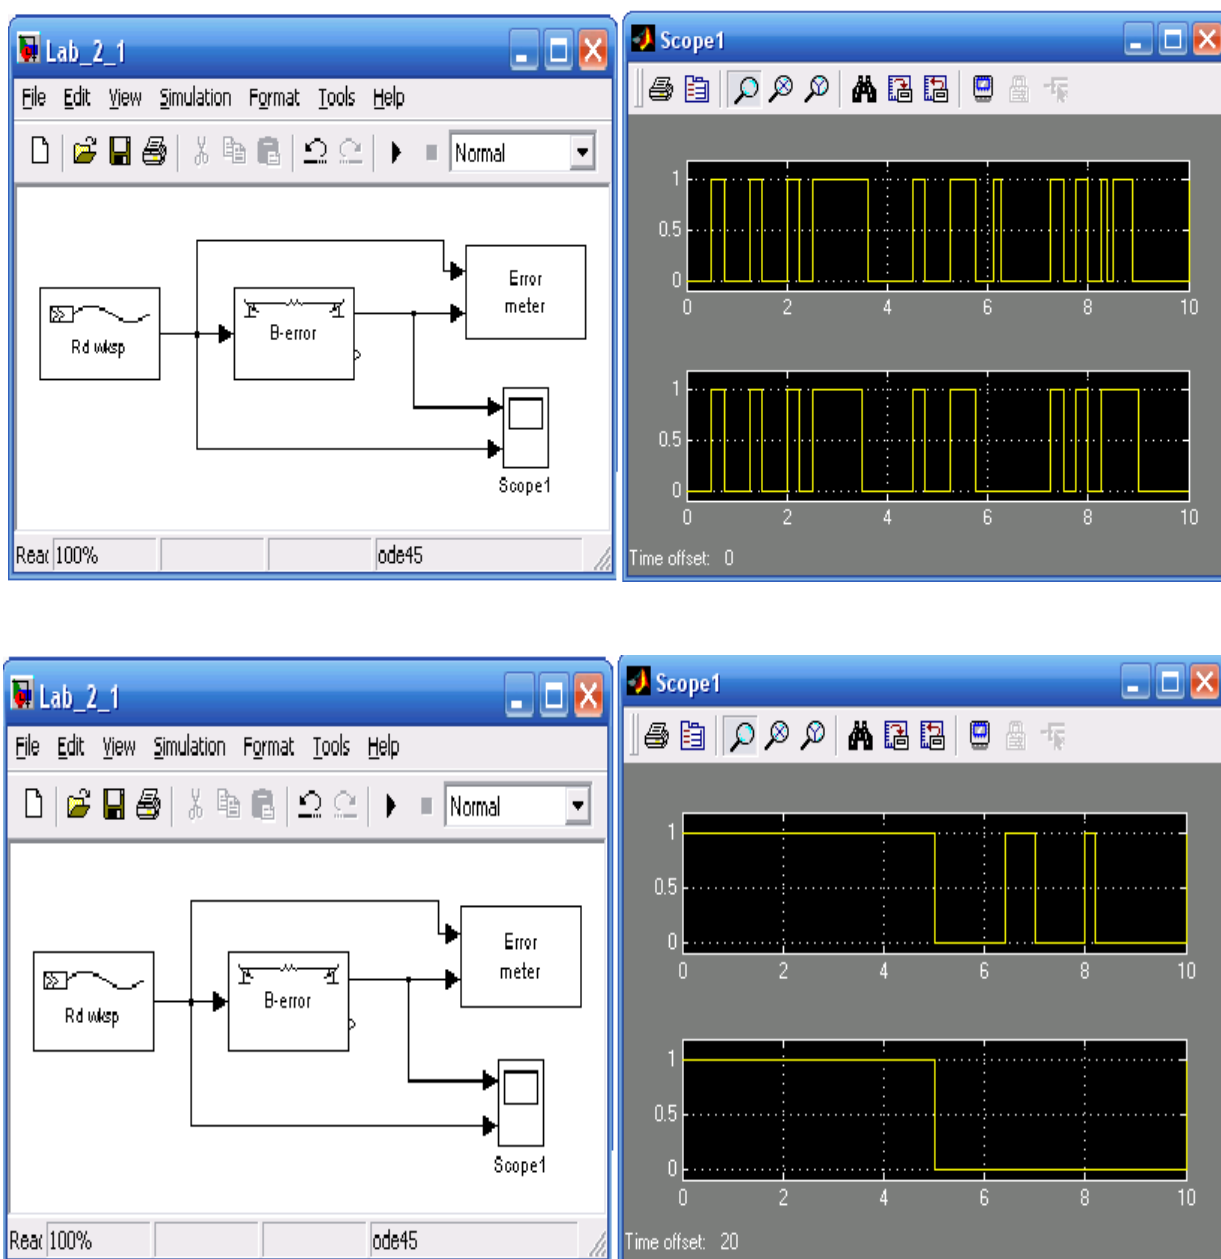 Lab_2_1
File Edit View Simulation Format Tools Help
Normal
Rd wksp
B-error
Error
meter
Scope1
100%
ode45
Scope1
1
0.5
0
0 2 4 6 8 10
1
0.5
0
0 2 4 6 8 10
Time offset: 0
Lab_2_1
File Edit View Simulation Format Tools Help
Normal
Rd wksp
B-error
Error
meter
Scope1
100%
ode45
Scope1
1
0.5
0
0 2 4 6 8 10
1
0.5
0
0 2 4 6 8 10
Time offset: 20